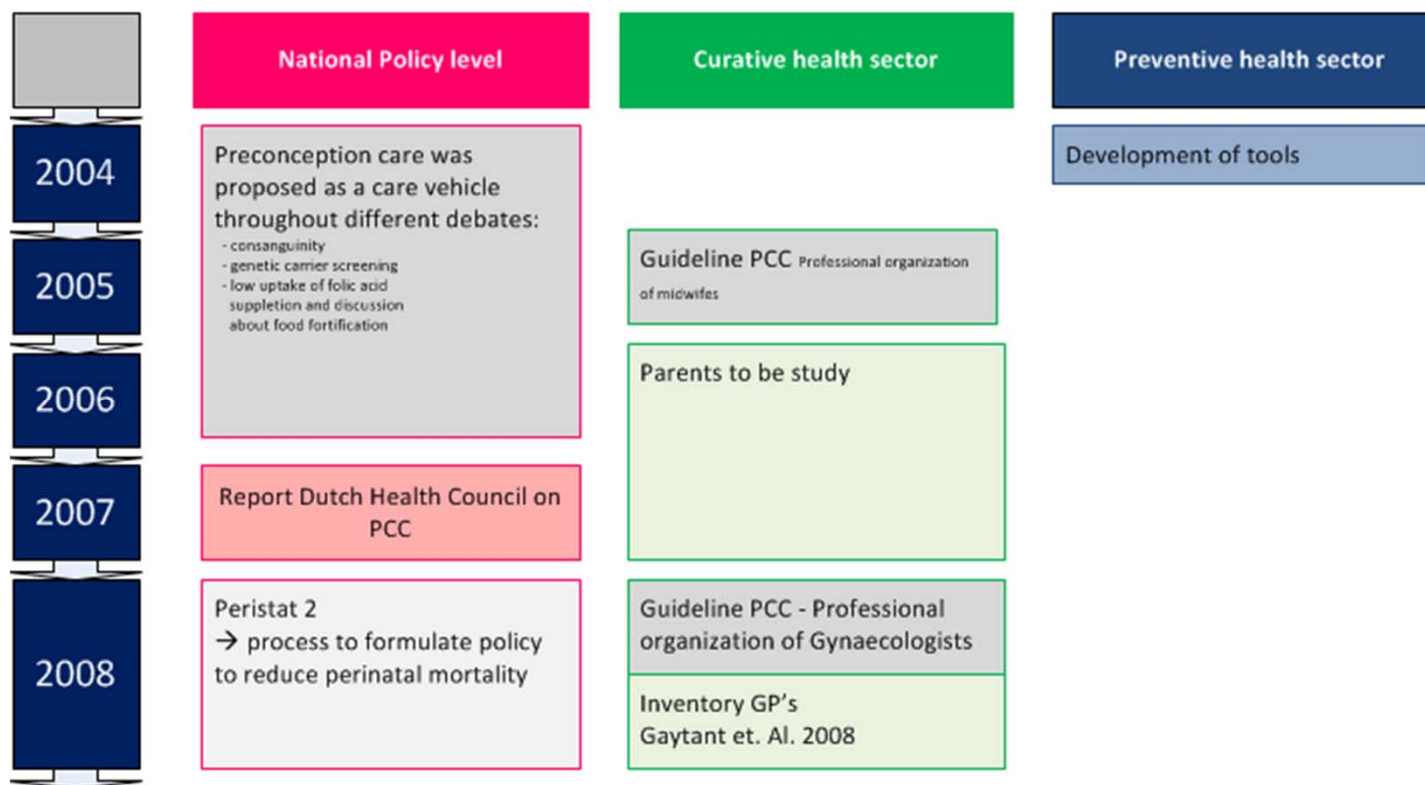 National Policy level
Curative health sector
Preventive health sector
2004
Preconception care was
proposed as a care vehicle
throughout different debates:
- consanguinity
- genetic carrier screening
- low uptake of folic acid
suppletion and discussion
about food fortification
Development of tools
2005
Guideline PCC Professional organization
of midwifes
2006
Parents to be study
2007
Report Dutch Health Council on
PCC
2008
Peristat 2
→ process to formulate policy
to reduce perinatal mortality
Guideline PCC - Professional
organization of Gynaecologists
Inventory GP's
Gaytant et. Al. 2008